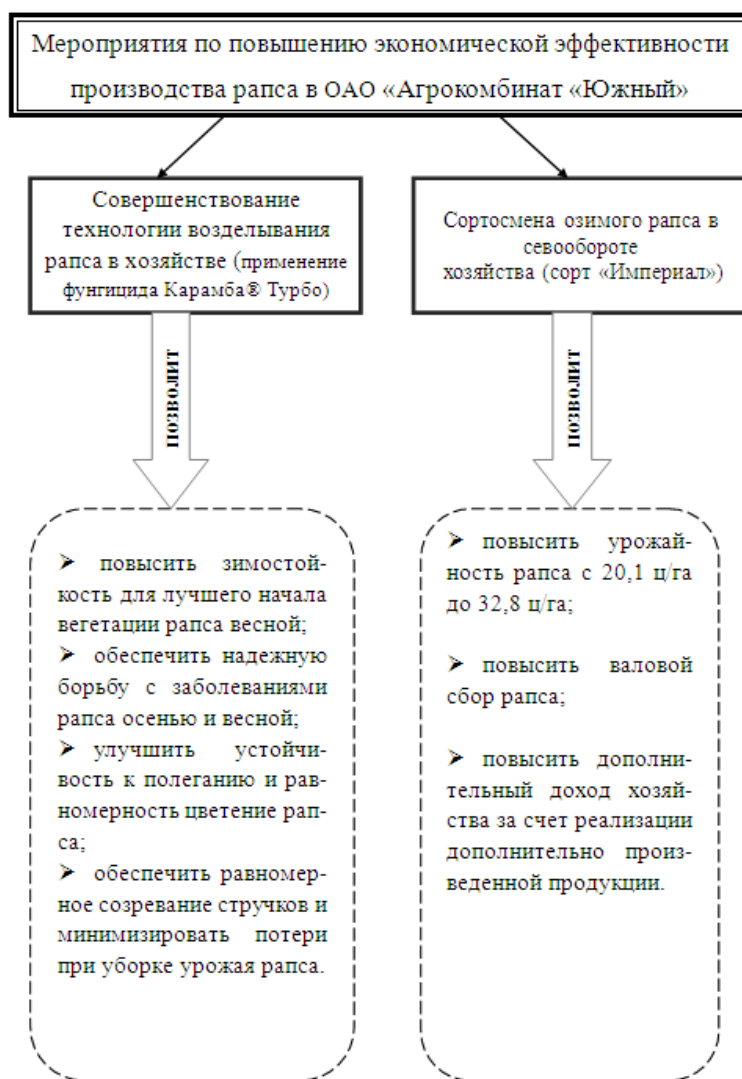 Мероприятия по повышению экономической эффективности
производства рапса в ОАО «Агрокомбинат «Южный»
Совершенствование
технологии возделывания
рапса в хозяйстве (применение
фунгицида Карамба® Турбо)
Сортосмена озимого рапса в
севообороте
хозяйства (сорт «Империал»)
позволит
позволит
➢ повысить зимостой-
кость для лучшего начала
вегетации рапса весной;
➢ обеспечить надежную
борьбу с заболеваниями
рапса осенью и весной;
➢ улучшить устойчи-
вость к полеганию и рав-
номерность цветение рап-
са;
➢ обеспечить равномер-
ное созревание стручков и
минимизировать потери
при уборке урожая рапса.
➢ повысить урожай-
ность рапса с 20,1 ц/га
до 32,8 ц/га;
➢ повысить валовой
сбор рапса;
➢ повысить дополни-
тельный доход хозяй-
ства за счет реализации
дополнительно произ-
веденной продукции.